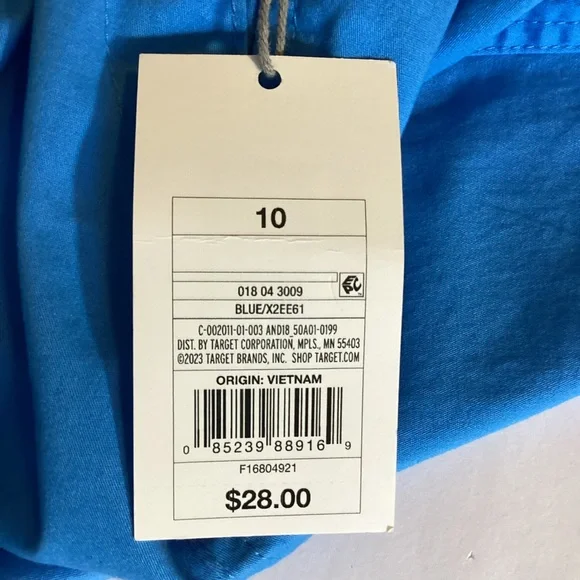 10
018 04 3009
BLUE/X2EE61
C-002011-01-003 AND18_50A01-0199
DIST. BY TARGET CORPORATION, MPLS., MN 55403
©2023 TARGET BRANDS, INC. SHOP TARGET.COM
ORIGIN: VIETNAM
0 85239 88916 9
F16804921
$28.00